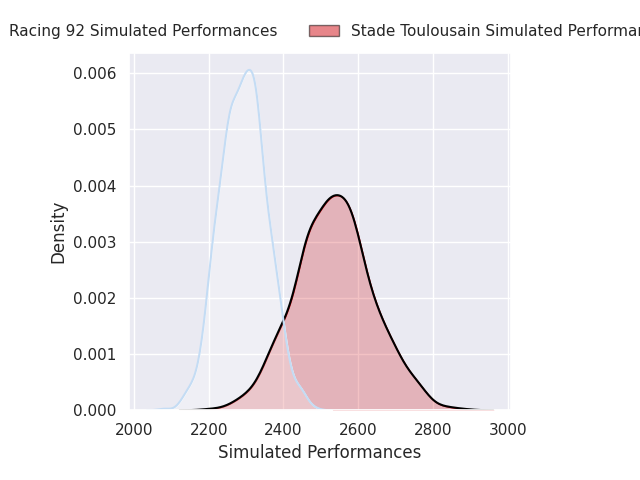 Racing 92 Simulated Performances
Stade Toulousain Simulated Performa
0.006
0.005
0.004
0.003
0.002
0.001
0.000
Density
2000 2200 2400 2600 2800 3000
Simulated Performances